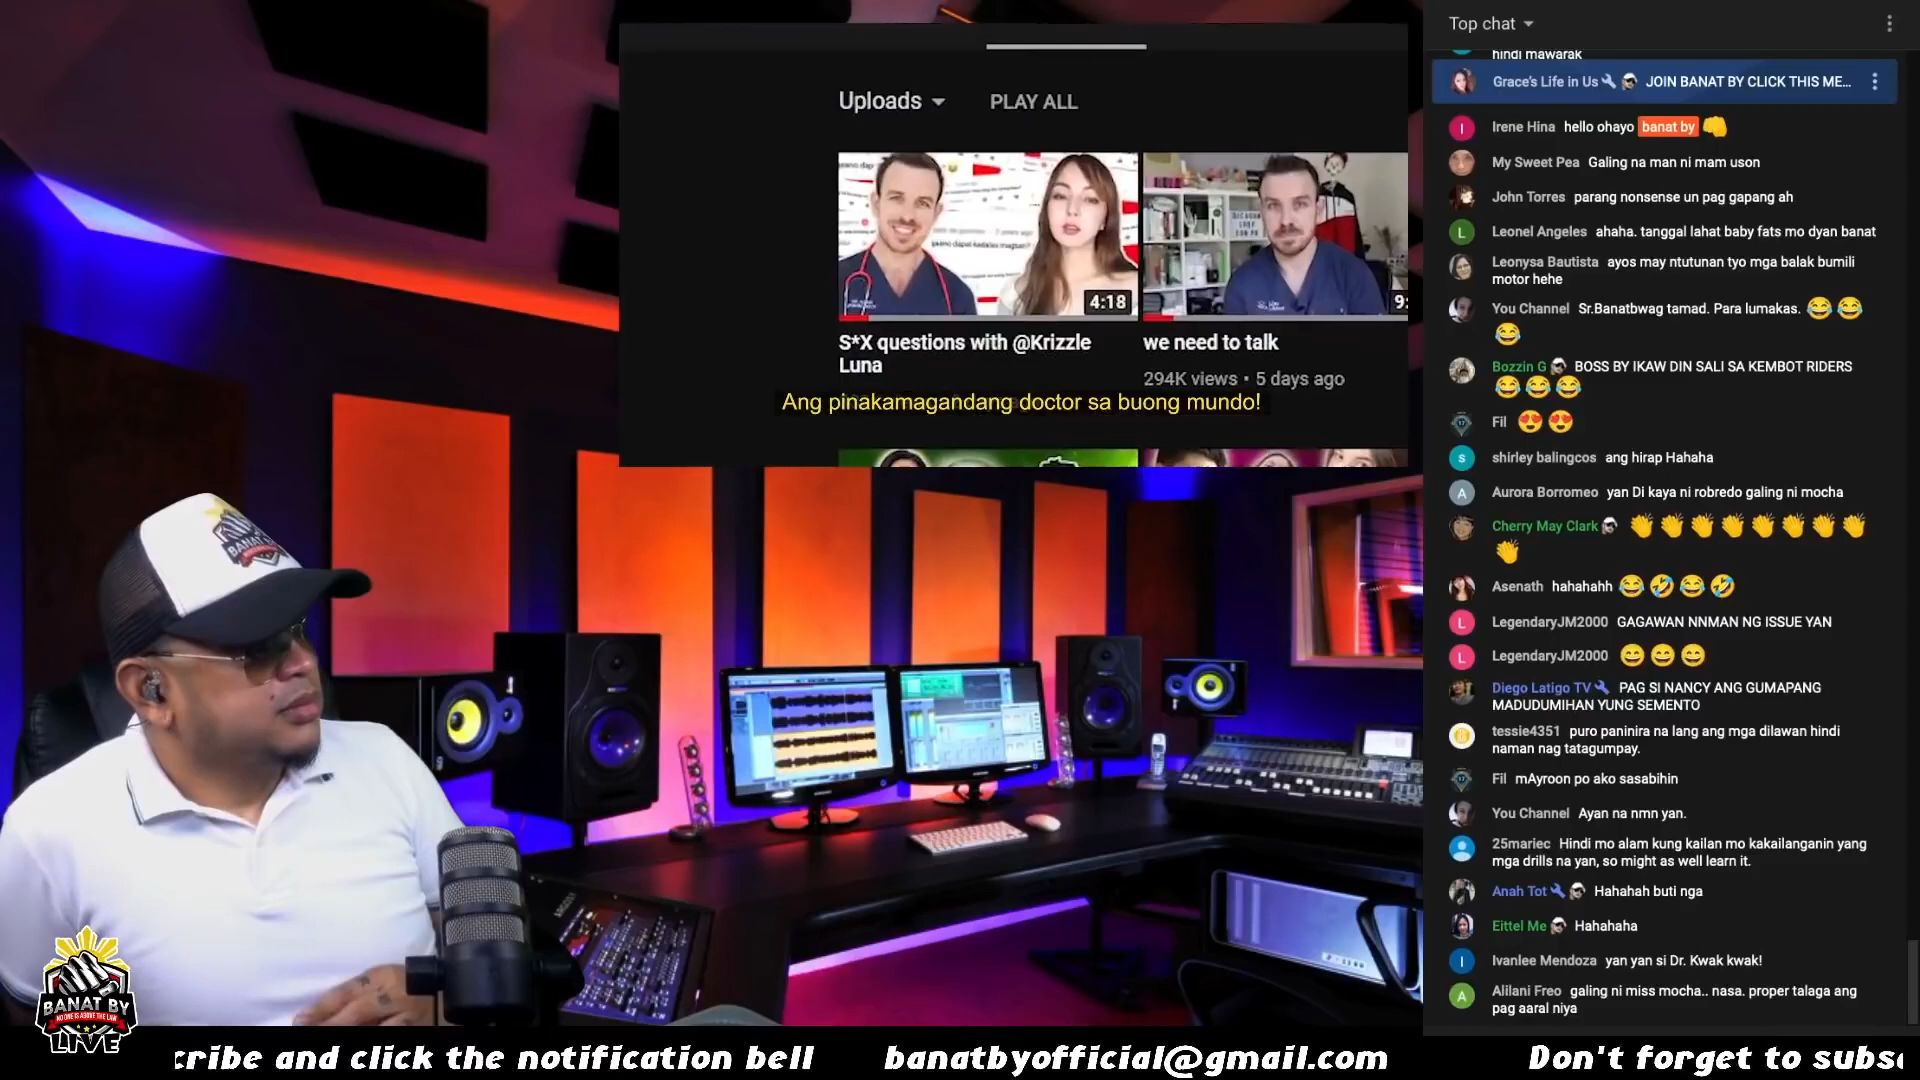 Uploads PLAY ALL
4:18
9:
S*X questions with @Krizzle
Luna
we need to talk
294K views • 5 days ago
Ang pinakamagandang doctor sa buong mundo!
BANAT BY
NO ONE IS ABOVE THE LAW
LIVE
cribe and click the notification bell banatbyofficial@gmail.com Don't forget to subs
Top chat
hindi mawarak
Grace's Life in Us JOIN BANAT BY CLICK THIS ME...
Irene Hina hello ohayo banat by
My Sweet Pea Galing na man ni mam uson
John Torres parang nonsense un pag gapang ah
Leonel Angeles ahaha. tanggal lahat baby fats mo dyan banat
Leonysa Bautista ayos may ntutunan tyo mga balak bumili
motor hehe
You Channel Sr.Banatbwag tamad. Para lumakas. 😂😂
😂
Bozzin G BOSS BY IKAW DIN SALI SA KEMBOT RIDERS
😂😂😂
Fil 😍😍
shirley balingcos ang hirap Hahaha
Aurora Borromeo yan Di kaya ni robredo galing ni mocha
Cherry May Clark 👏👏👏👏👏👏👏👏
👏
Asenath hahahahh 😂🤣😂🤣
LegendaryJM2000 GAGAWAN NNMAN NG ISSUE YAN
LegendaryJM2000 😄😄😄
Diego Latigo TV PAG SI NANCY ANG GUMAPANG
MADUDUMIHAN YUNG SEMENTO
tessie4351 puro paninira na lang ang mga dilawan hindi
naman nag tatagumpay.
Fil mAyroon po ako sasabihin
You Channel Ayan na nmn yan.
25mariec Hindi mo alam kung kailan mo kakailanganin yang
mga drills na yan, so might as well learn it.
Anah Tot Hahahah buti nga
Eittel Me Hahahaha
Ivanlee Mendoza yan yan si Dr. Kwak kwak!
Alilani Freo galing ni miss mocha.. nasa. proper talaga ang
pag aaral niya